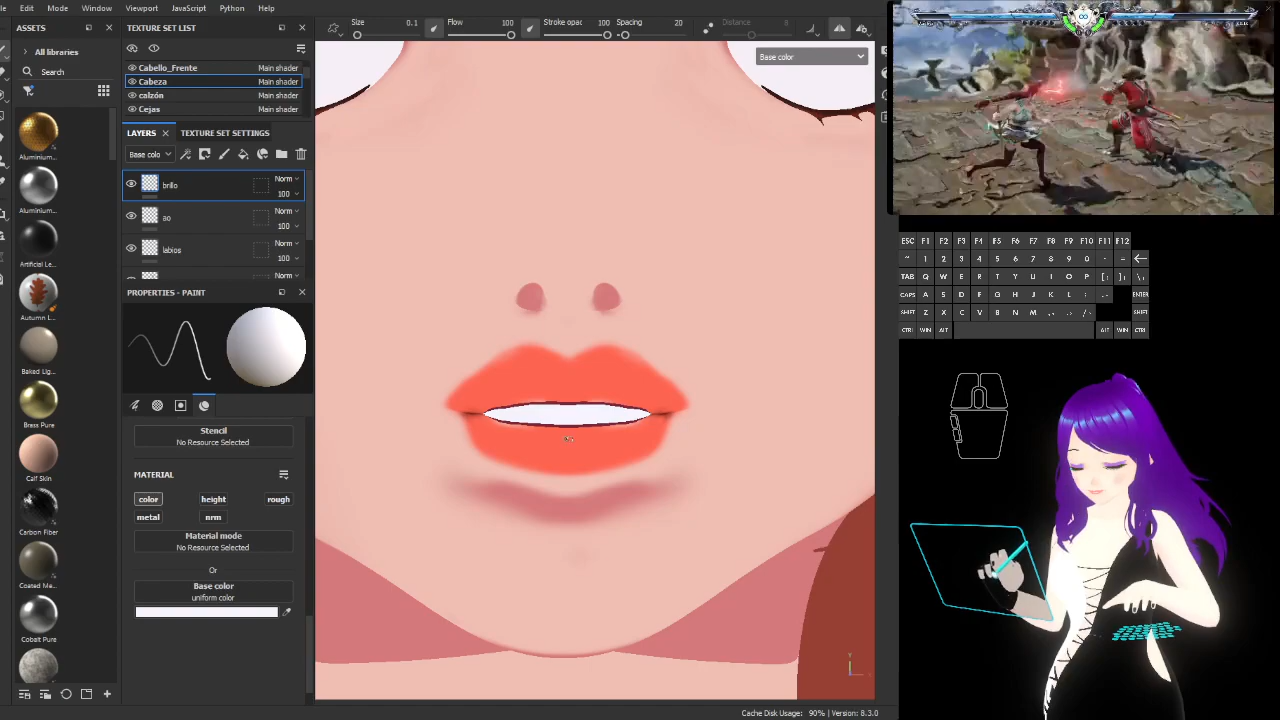 Edit Mode Window Viewport JavaScript Python Help
ASSETS
All libraries
Search
Aluminium...
Aluminium...
Artificial Le...
Autumn L...
Baked Lig...
Brass Pure
Calf Skin
Carbon Fiber
Coated Ma...
Cobalt Pure
TEXTURE SET LIST
Cabello_Frente Main shader
Cabeza Main shader
calzón Main shader
Cejas Main shader
LAYERS TEXTURE SET SETTINGS
Base colo
brillo Norm
100
ao Norm
100
labios Norm
100
Norm
PROPERTIES - PAINT
Stencil
No Resource Selected
MATERIAL
color height rough
metal nrm
Material mode
No Resource Selected
Or
Base color
uniform color
Size 0.1 Flow 100 Stroke opac 100 Spacing 20 Distance 8
Base color
Cache Disk Usage: 90% | Version: 8.3.0
ESC F1 F2 F3 F4 F5 F6 F7 F8 F9 F10 F11 F12
~ 1 2 3 4 5 6 7 8 9 0 - =
TAB Q W E R T Y U I O P
CAPS A S D F G H J K L ENTER
SHIFT Z X C V B N M SHIFT
CTRL WIN ALT ALT WIN CTRL